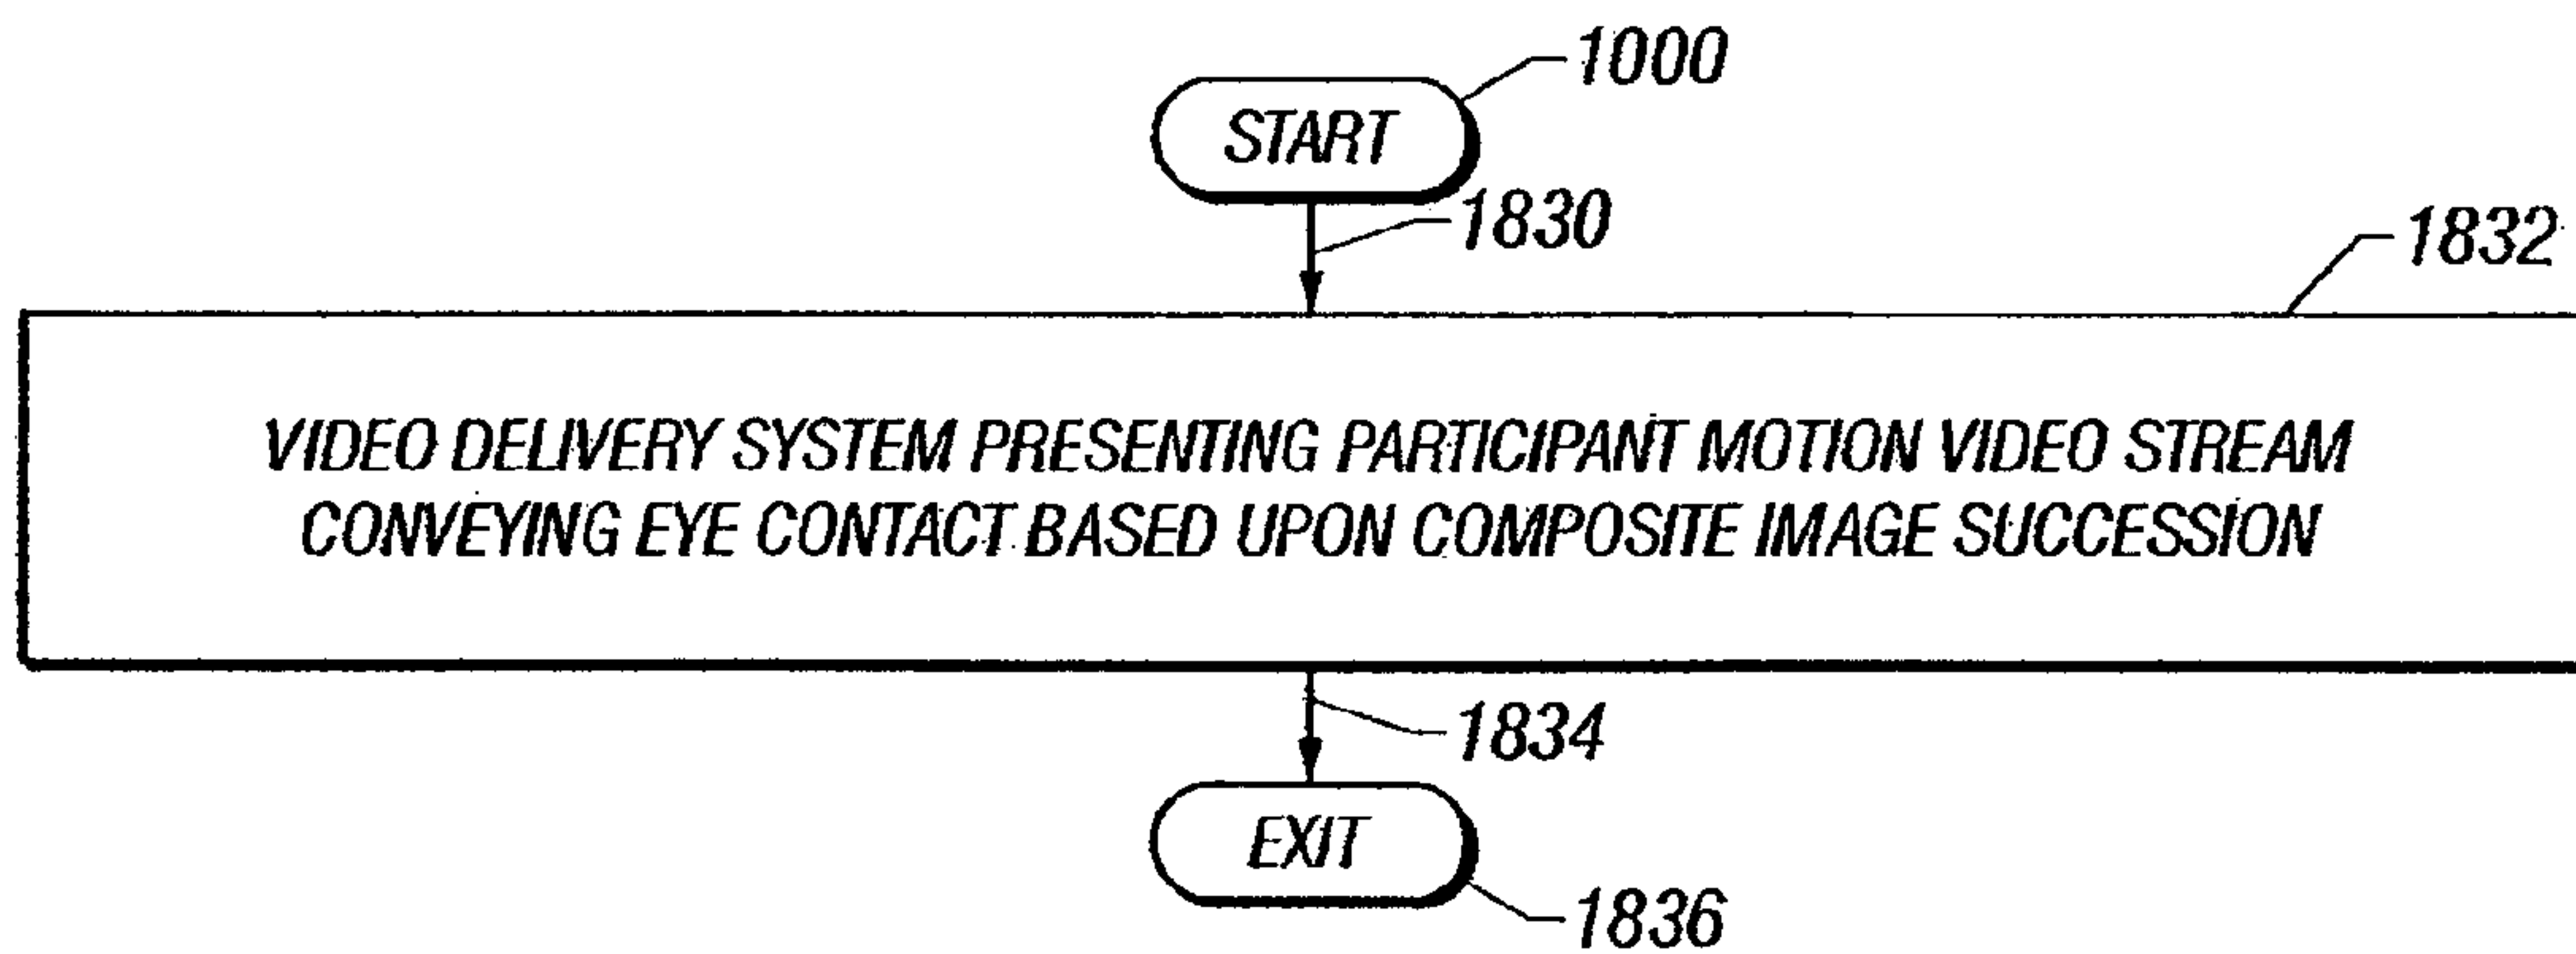 1000
START
1830
1832
VIDEO DELIVERY SYSTEM PRESENTING PARTICIPANT MOTION VIDEO STREAM
CONVEYING EYE CONTACT BASED UPON COMPOSITE IMAGE SUCCESSION
1834
EXIT
1836